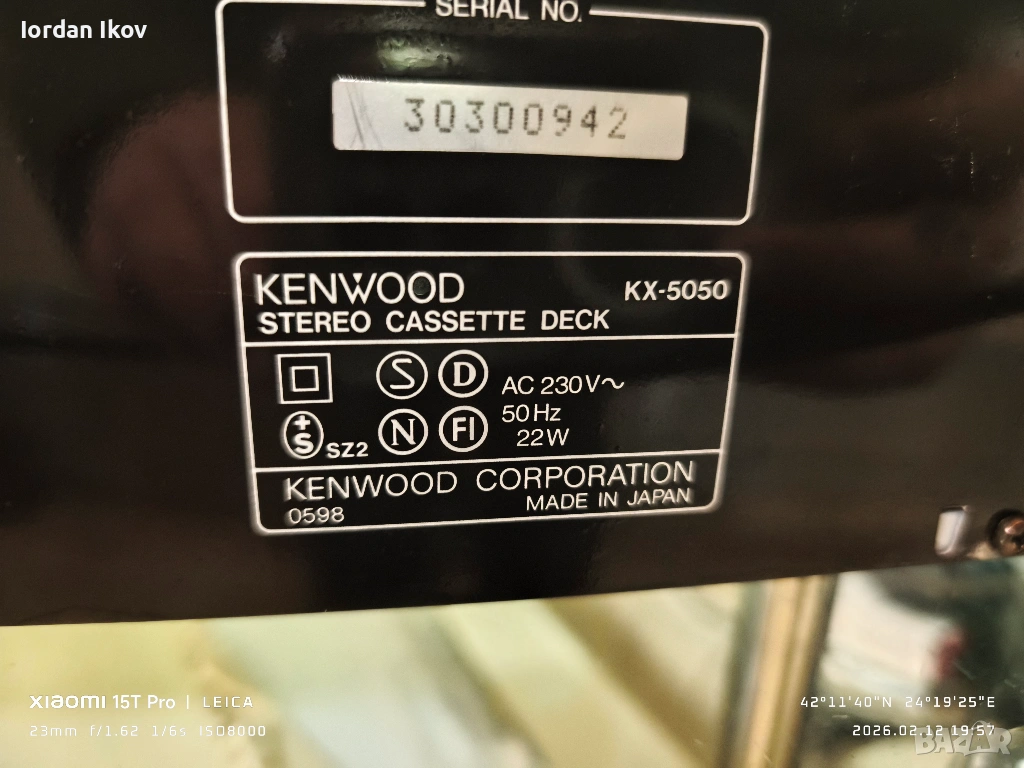 Iordan Ikov
SERIAL NO.
30300942
KENWOOD KX-5050
STEREO CASSETTE DECK
S D AC 230V~
50Hz
+S SZ2 N FI 22W
KENWOOD CORPORATION
0598 MADE IN JAPAN
XIAOMI 15T Pro | LEICA
23mm f/1.62 1/6s ISO8000
42°11'40"N 24°19'25"E
2026.02.12 19:57
BAZAR